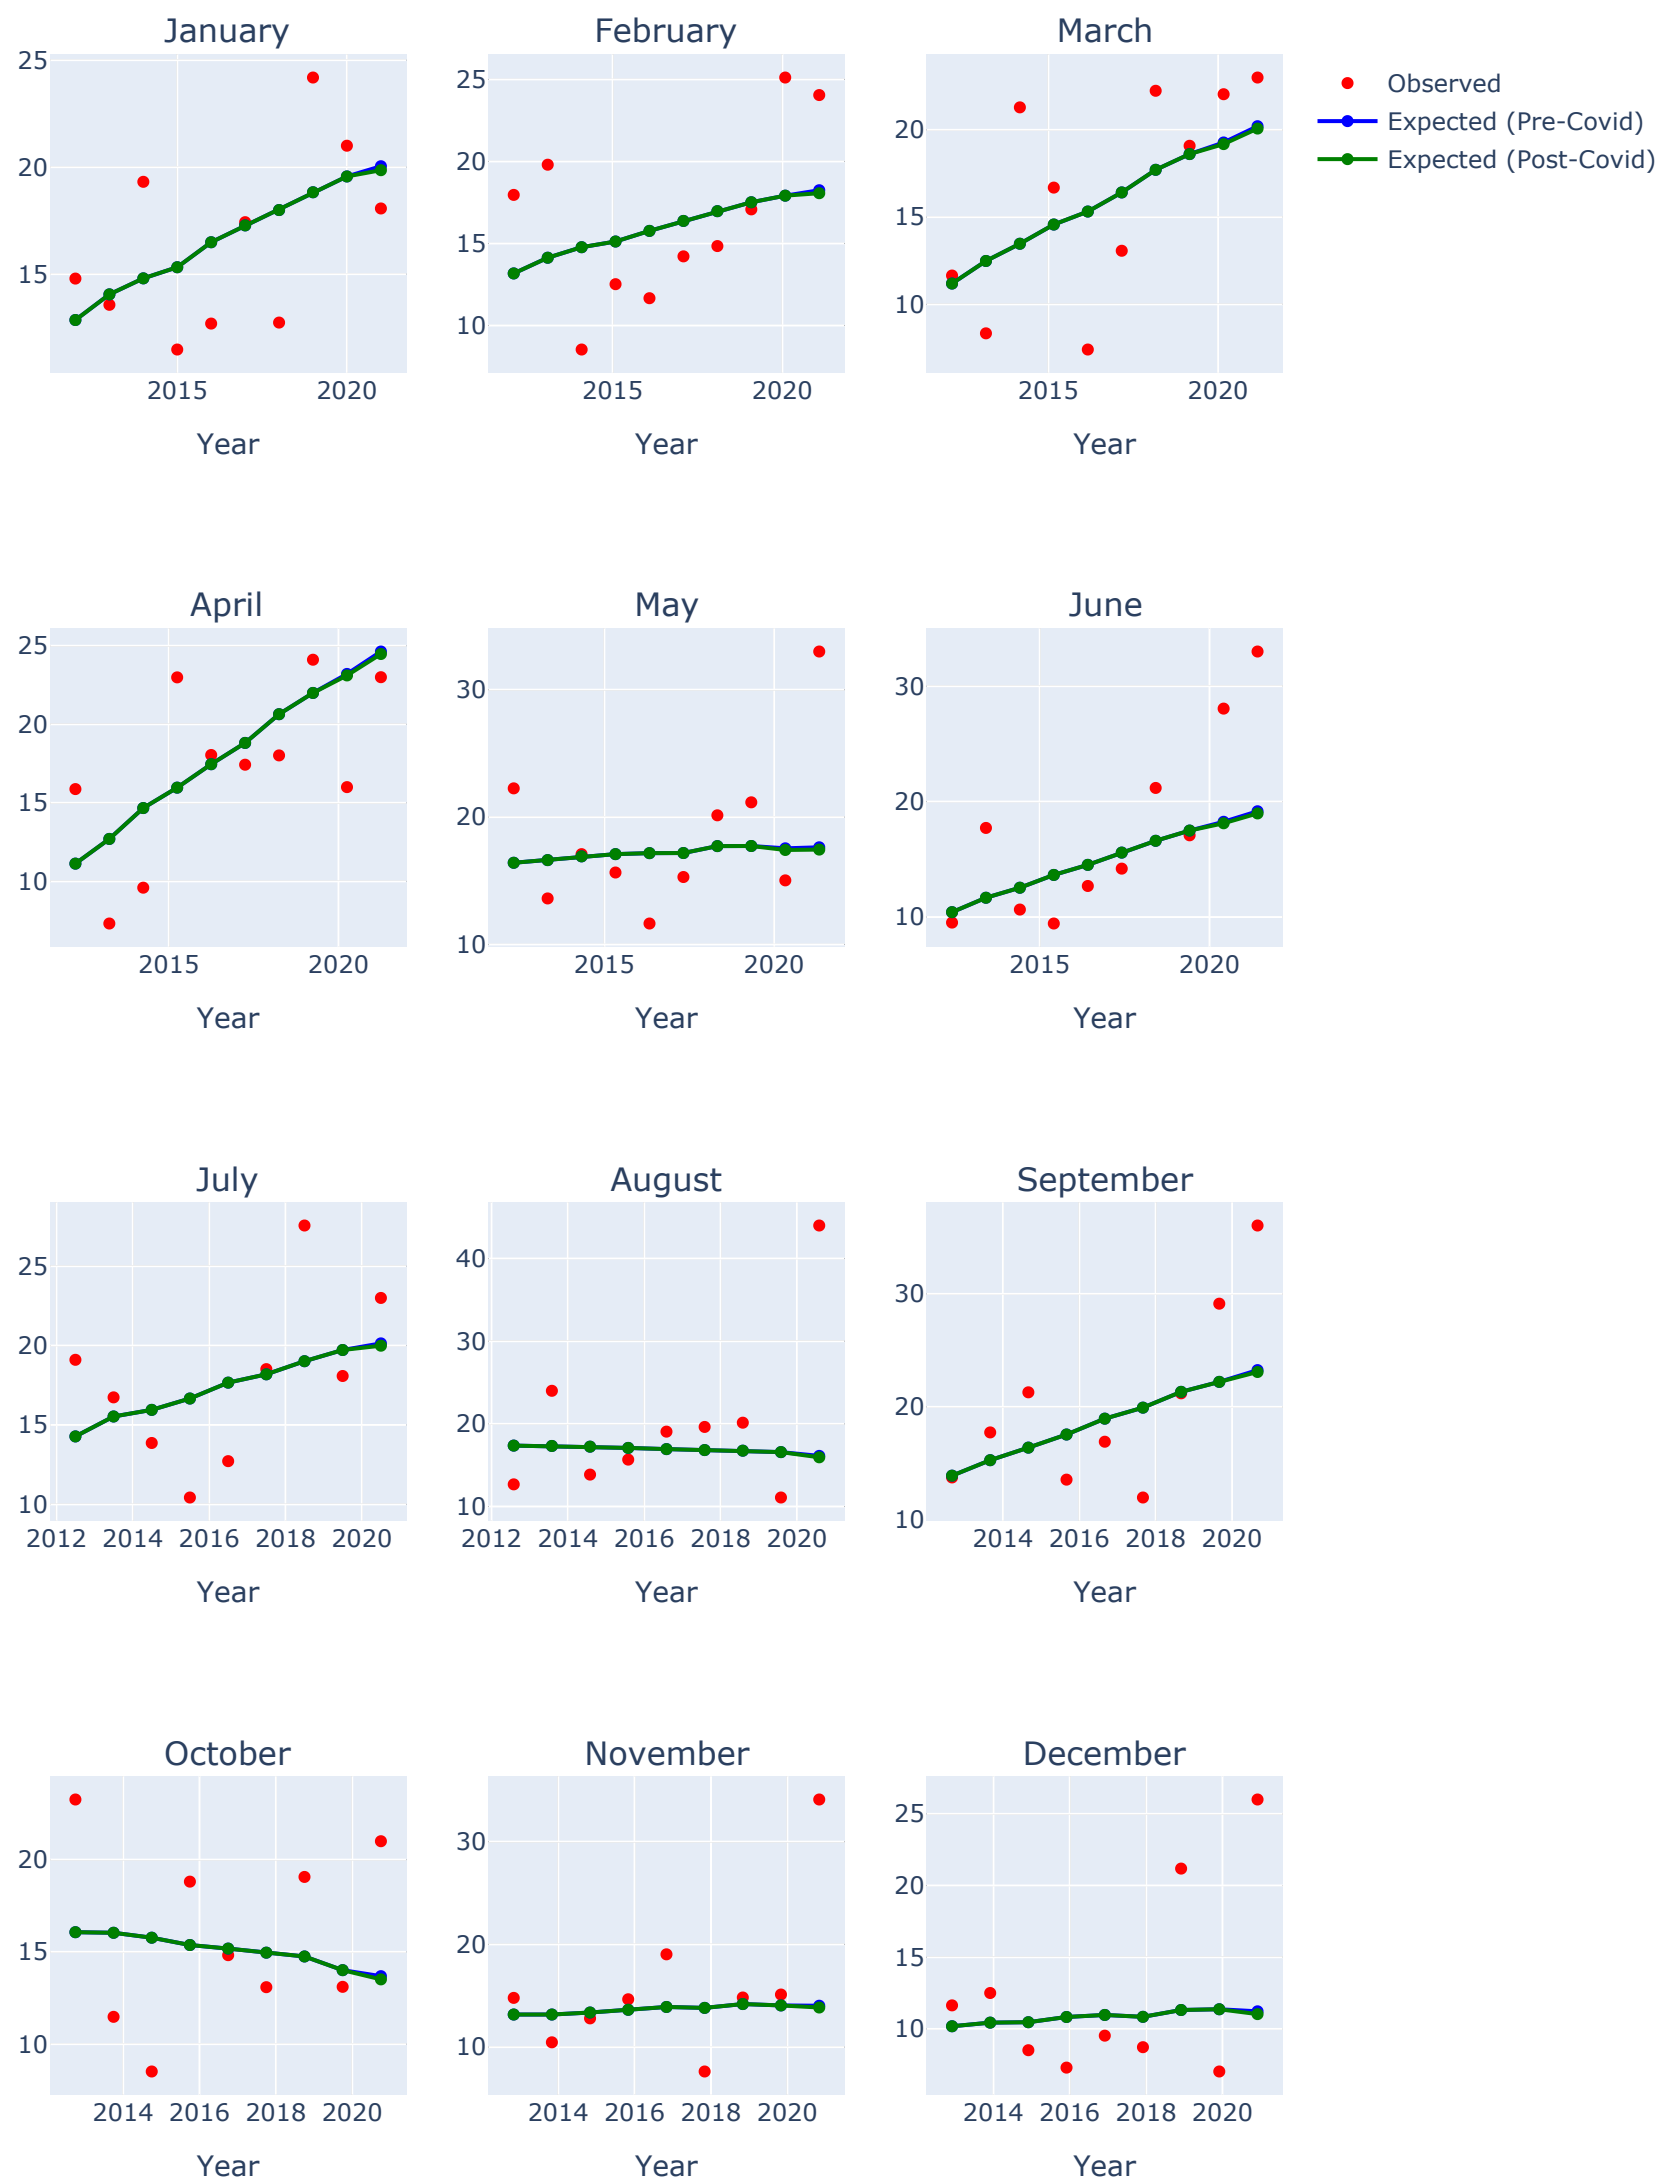 January
February
March
25
20
15
2015
2020
Year
25
20
15
10
2015
2020
Year
20
15
10
2015
2020
Year
Observed
Expected (Pre-Covid)
Expected (Post-Covid)
April
May
June
25
20
15
10
2015
2020
Year
30
20
10
2015
2020
Year
30
20
10
2015
2020
Year
July
August
September
25
20
15
10
2012
2014
2016
2018
2020
Year
40
30
20
10
2012
2014
2016
2018
2020
Year
30
20
10
2014
2016
2018
2020
Year
October
November
December
20
15
10
2014
2016
2018
2020
Year
30
20
10
2014
2016
2018
2020
Year
25
20
15
10
2014
2016
2018
2020
Year